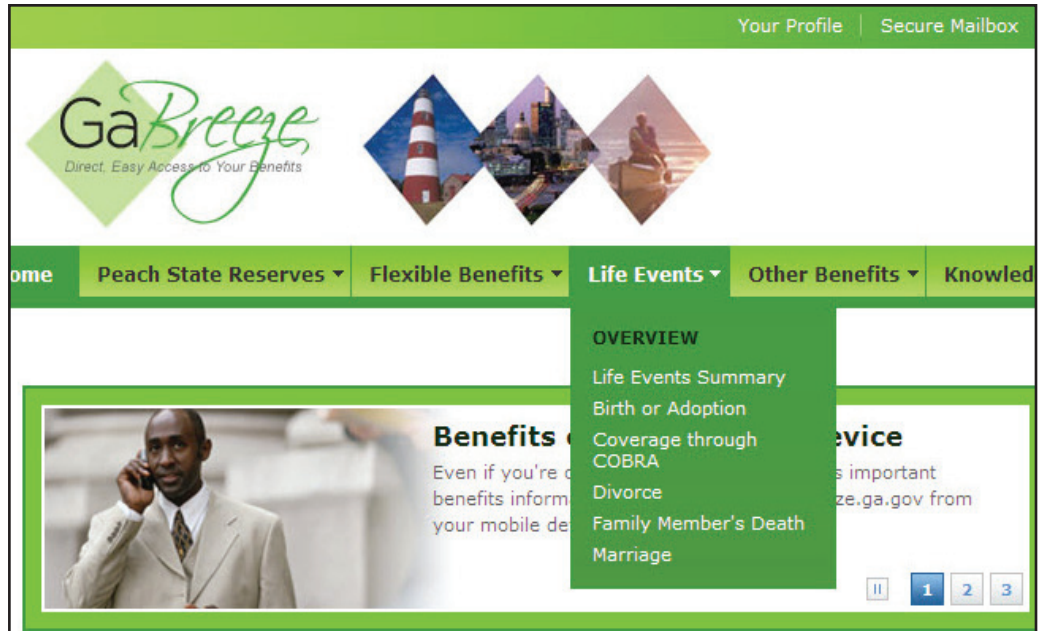 Your Profile Secure Mailbox
GaBreeze
Direct, Easy Access to Your Benefits
ome Peach State Reserves Flexible Benefits Life Events Other Benefits Knowled
OVERVIEW
Life Events Summary
Birth or Adoption
Coverage through
COBRA
Divorce
Family Member's Death
Marriage
Benefits evice
Even if you're s important
benefits inform ze.ga.gov from
your mobile de
1 2 3